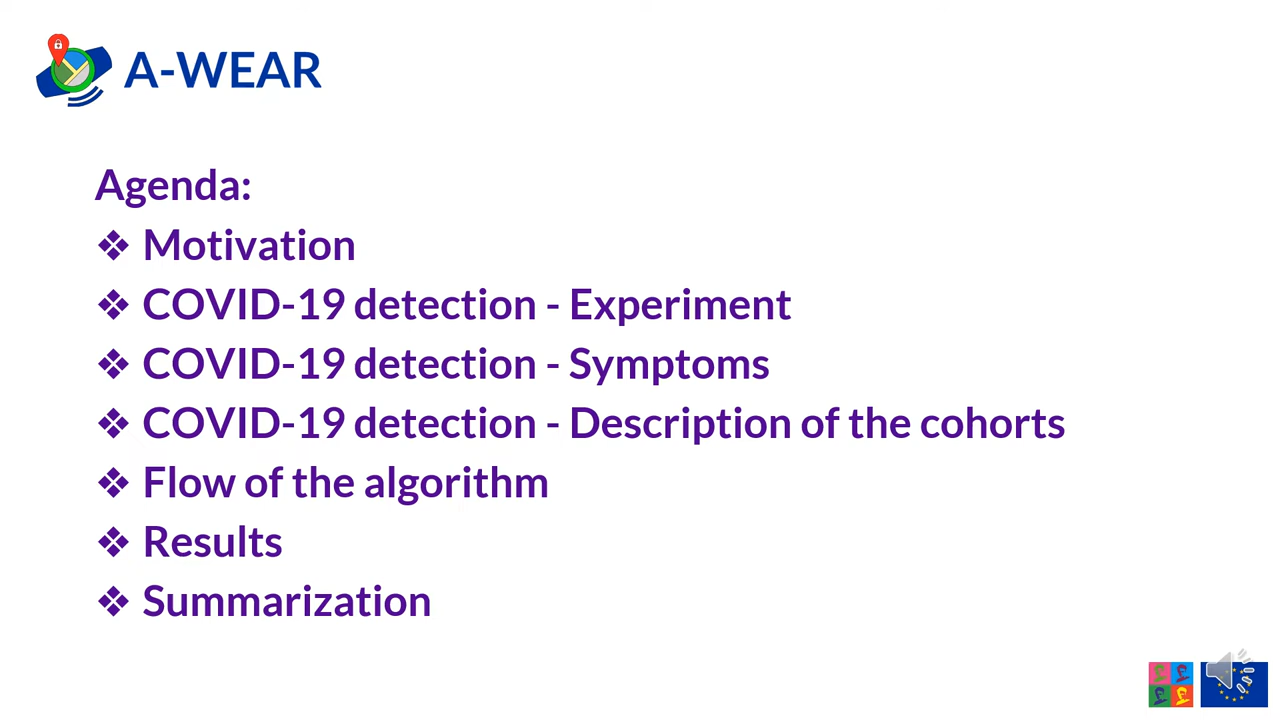 A-WEAR
Agenda:
❖ Motivation
❖ COVID-19 detection - Experiment
❖ COVID-19 detection - Symptoms
❖ COVID-19 detection - Description of the cohorts
❖ Flow of the algorithm
❖ Results
❖ Summarization